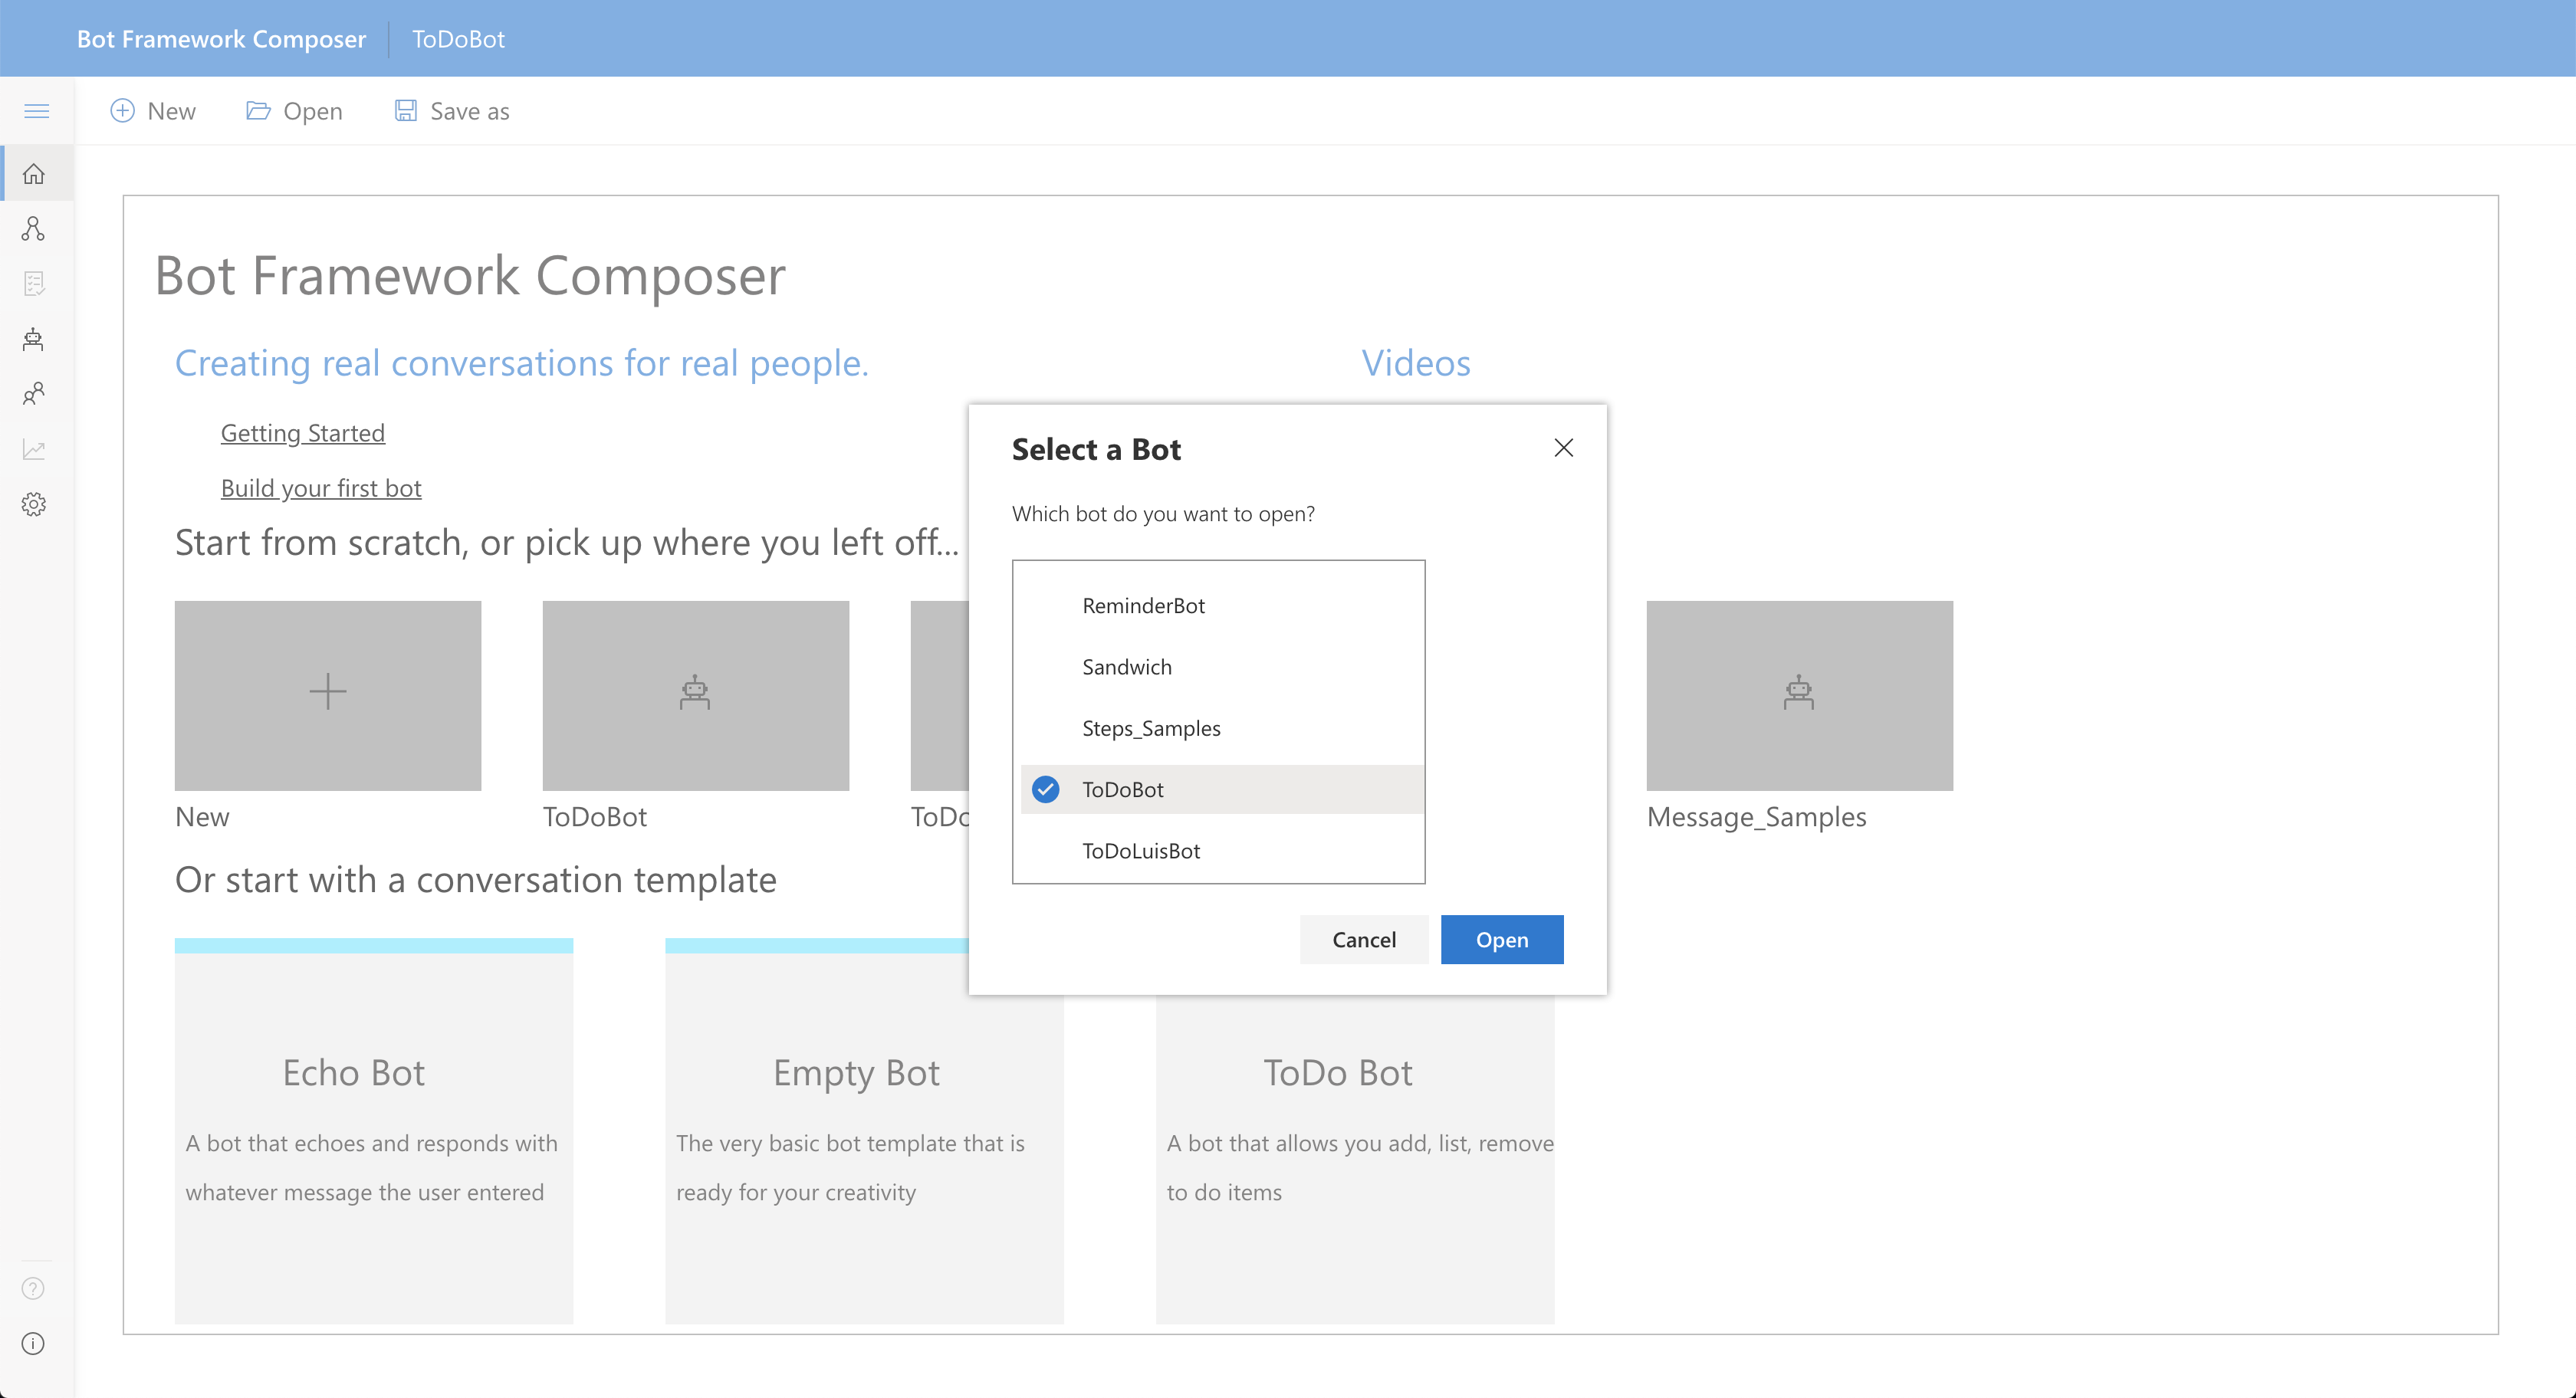 Bot Framework Composer
ToDoBot
New
Open
Save as
Bot Framework Composer
Creating real conversations for real people.
Videos
Getting Started
Build your first bot
Start from scratch, or pick up where you left off...
New
ToDoBot
Message_Samples
Or start with a conversation template
Echo Bot
A bot that echoes and responds with
whatever message the user entered
Empty Bot
The very basic bot template that is
ready for your creativity
ToDo Bot
A bot that allows you add, list, remove
to do items
Select a Bot
Which bot do you want to open?
ReminderBot
Sandwich
Steps_Samples
ToDoBot
ToDoLuisBot
Cancel
Open